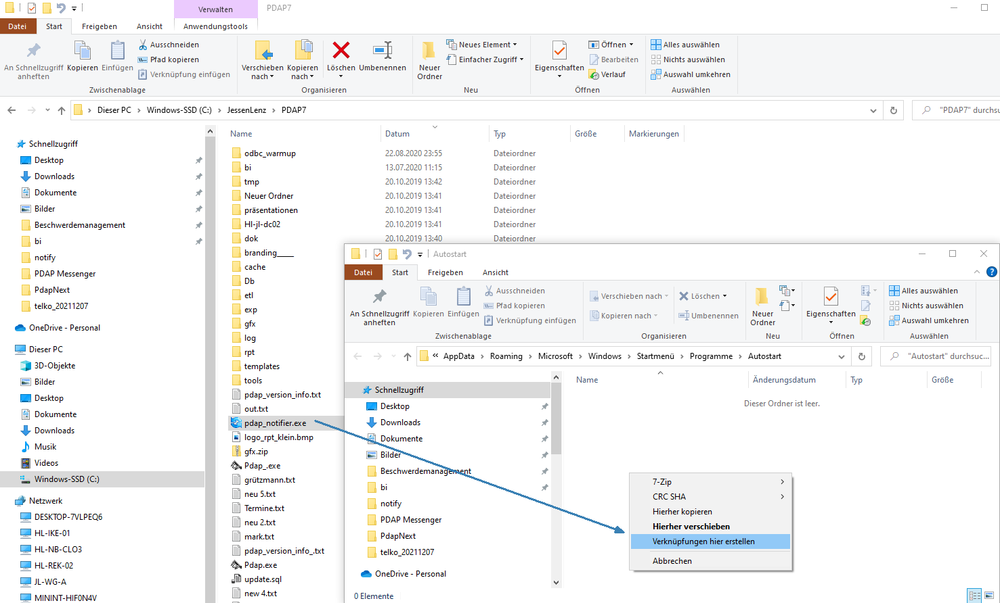 Verwalten
PDAP7
Datei
Start
Freigeben
Ansicht
Anwendungstools
An Schnellzugriff
anheften
Kopieren
Einfügen
Ausschneiden
Pfad kopieren
Verknüpfung einfügen
Zwischenablage
Verschieben
nach
Kopieren
nach
Löschen
Umbenennen
Organisieren
Neuer
Ordner
Neues Element
Einfacher Zugriff
Neu
Eigenschaften
Öffnen
Bearbeiten
Verlauf
Öffnen
Alles auswählen
Nichts auswählen
Auswahl umkehren
Auswählen
Dieser PC > Windows-SSD (C:) > JessenLenz > PDAP7
"PDAP7" durchsu
Schnellzugriff
Desktop
Downloads
Dokumente
Bilder
Beschwerdemanagement
bi
notify
PDAP Messenger
PdapNext
telko_20211207
OneDrive - Personal
Dieser PC
3D-Objekte
Bilder
Desktop
Dokumente
Downloads
Musik
Videos
Windows-SSD (C:)
Netzwerk
DESKTOP-7VLPEQ6
HL-IKE-01
HL-NB-CLO3
HL-REK-02
JL-WG-A
MININT-HIF0N4V
Name Datum Typ Größe Markierungen
odbc_warmup 22.08.2020 23:55 Dateiordner
bi 13.07.2020 11:15 Dateiordner
tmp 20.10.2019 13:42 Dateiordner
Neuer Ordner 20.10.2019 13:41 Dateiordner
präsentationen 20.10.2019 13:41 Dateiordner
Hl-jl-dc02 20.10.2019 13:41 Dateiordner
dok 20.10.2019 13:40 Dateiordner
branding____
cache
Db
etl
exp
gfx
log
rpt
templates
tools
pdap_version_info.txt
out.txt
pdap_notifier.exe
logo_rpt_klein.bmp
gfx.zip
Pdap_.exe
grützmann.txt
neu 5.txt
Termine.txt
neu 2.txt
mark.txt
pdap_version_info_.txt
Pdap.exe
update.sql
new 4.txt
Autostart
Datei
Start
Freigeben
Ansicht
An Schnellzugriff
anheften
Kopieren
Einfügen
Ausschneiden
Pfad kopieren
Verknüpfung einfügen
Zwischenablage
Verschieben nach
Kopieren nach
Löschen
Umbenennen
Organisieren
Neuer
Ordner
Neu
Eigenschaften
Öffnen
Alles auswählen
Nichts auswählen
Auswahl umkehren
Auswählen
« AppData > Roaming > Microsoft > Windows > Startmenü > Programme > Autostart
"Autostart" durchsuc...
Schnellzugriff
Desktop
Downloads
Dokumente
Bilder
Beschwerdemanagement
bi
notify
PDAP Messenger
PdapNext
telko_20211207
OneDrive - Personal
0 Elemente
Name Änderungsdatum Typ Größe
Dieser Ordner ist leer.
7-Zip
CRC SHA
Hierher kopieren
Hierher verschieben
Verknüpfungen hier erstellen
Abbrechen